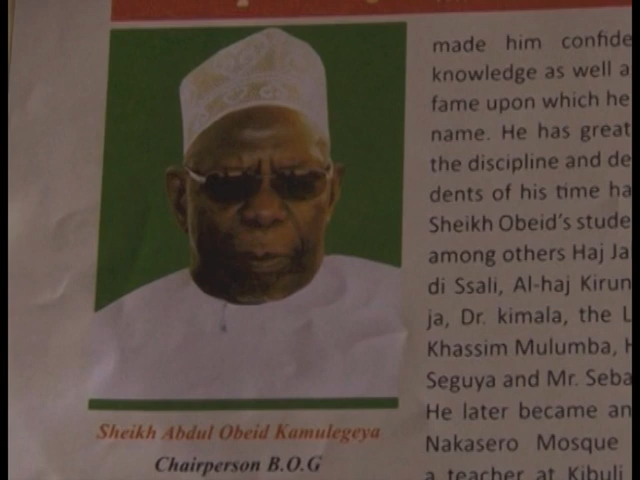 Sheikh Abdul Obeid Kamulegeya
Chairperson B.O.G
made him confide
knowledge as well a
fame upon which he
name. He has great
the discipline and de
dents of his time ha
Sheikh Obeid's stude
among others Haj Ja
di Ssali, Al-haj Kirun
ja, Dr. kimala, the L
Khassim Mulumba, H
Seguya and Mr. Seba
He later became an
Nakasero Mosque
a teacher at Kibuli